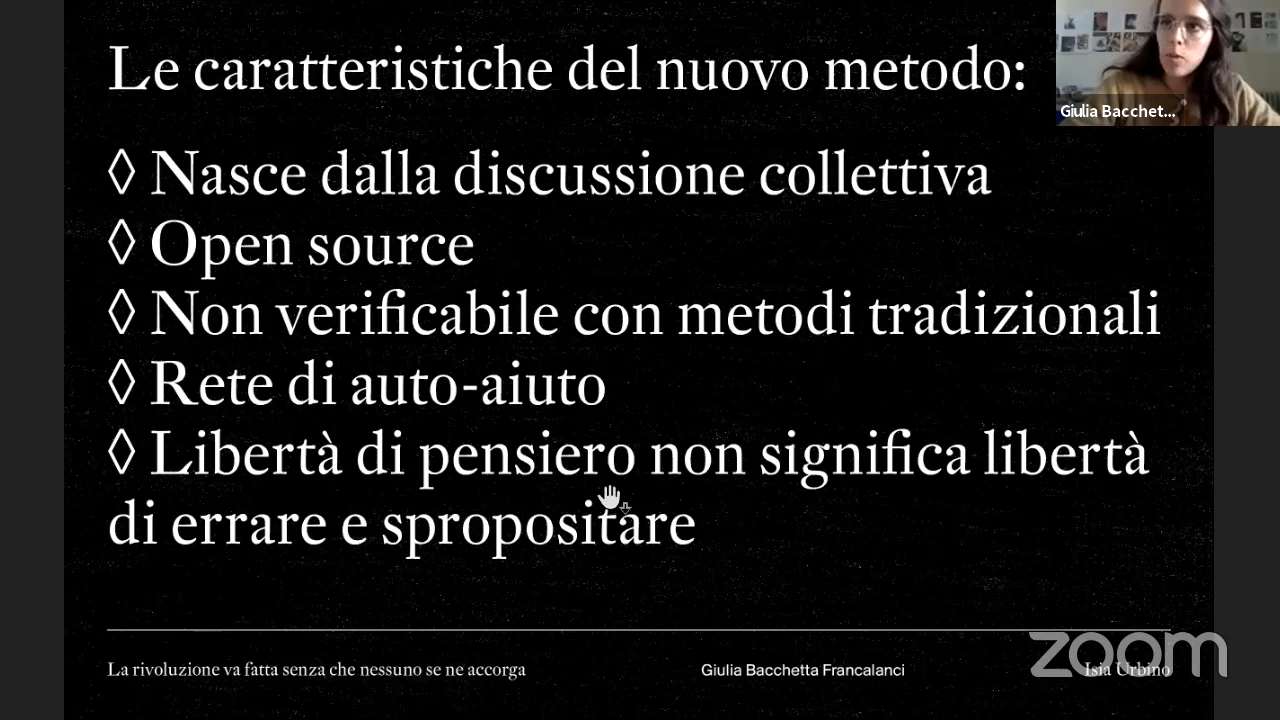 Le caratteristiche del nuovo metodo:
Giulia Bacchet...
◊ Nasce dalla discussione collettiva
◊ Open source
◊ Non verificabile con metodi tradizionali
◊ Rete di auto-aiuto
◊ Libertà di pensiero non significa libertà
di errare e spropositare
La rivoluzione va fatta senza che nessuno se ne accorga
Giulia Bacchetta Francalanci
Isia Urbino
zoom